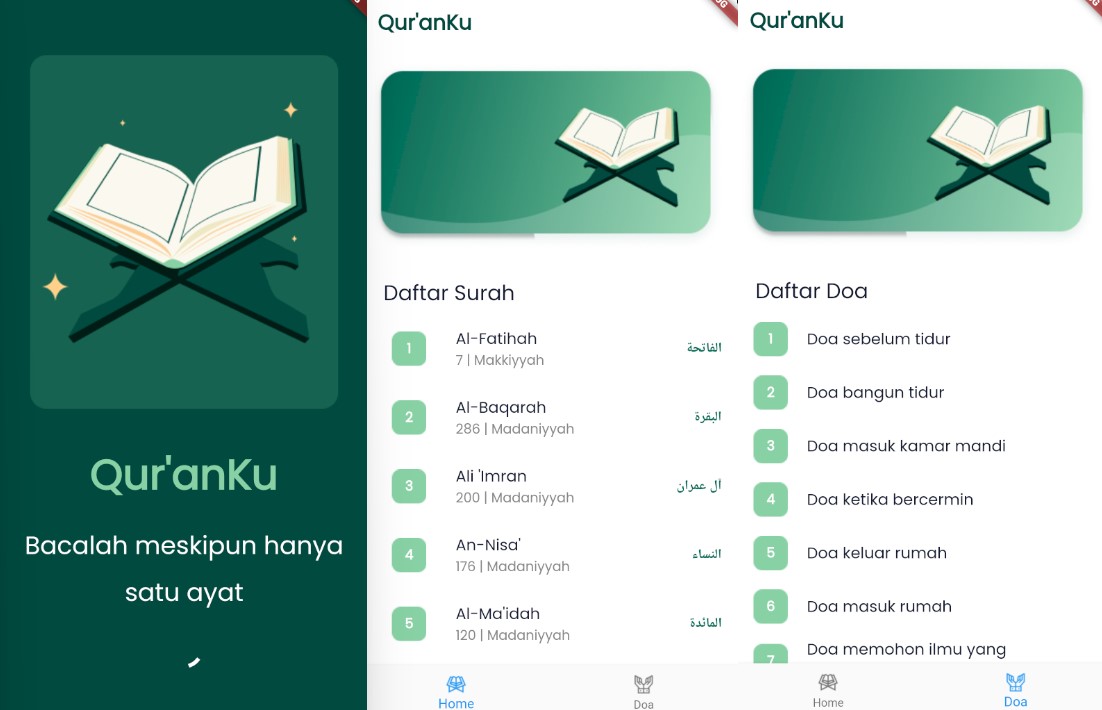 Qur'anKu
Bacalah meskipun hanya
satu ayat
Qur'anKu
Daftar Surah
1
Al-Fatihah
7 | Makkiyyah
الفاتحة
2
Al-Baqarah
286 | Madaniyyah
البقرة
3
Ali 'Imran
200 | Madaniyyah
آل عمران
4
An-Nisa'
176 | Madaniyyah
النساء
5
Al-Ma'idah
120 | Madaniyyah
المائدة
Home
Doa
Qur'anKu
Daftar Doa
1
Doa sebelum tidur
2
Doa bangun tidur
3
Doa masuk kamar mandi
4
Doa ketika bercermin
5
Doa keluar rumah
6
Doa masuk rumah
7
Doa memohon ilmu yang
Home
Doa